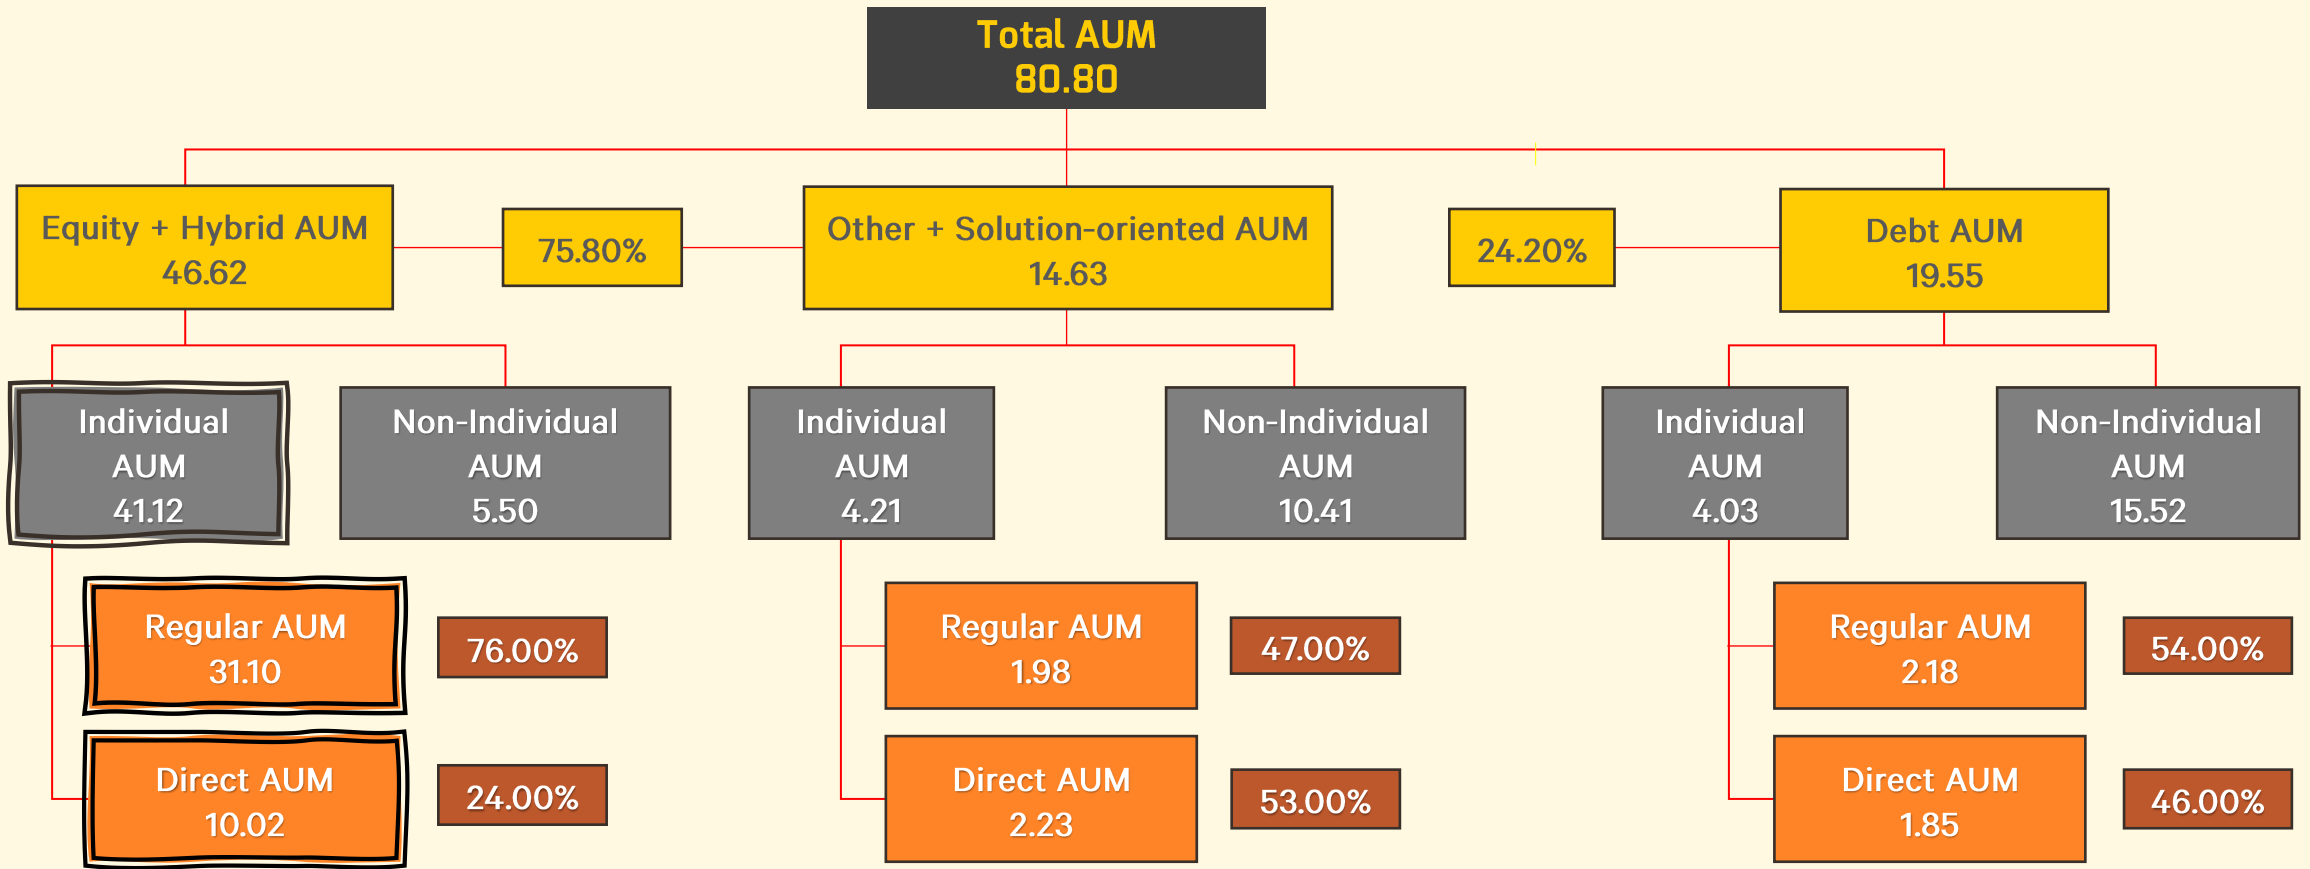 Total AUM
80.80
Equity + Hybrid AUM
46.62
75.80%
Other + Solution-oriented AUM
14.63
24.20%
Debt AUM
19.55
Individual
AUM
41.12
Non-Individual
AUM
5.50
Individual
AUM
4.21
Non-Individual
AUM
10.41
Individual
AUM
4.03
Non-Individual
AUM
15.52
Regular AUM
31.10
76.00%
Regular AUM
1.98
47.00%
Regular AUM
2.18
54.00%
Direct AUM
10.02
24.00%
Direct AUM
2.23
53.00%
Direct AUM
1.85
46.00%